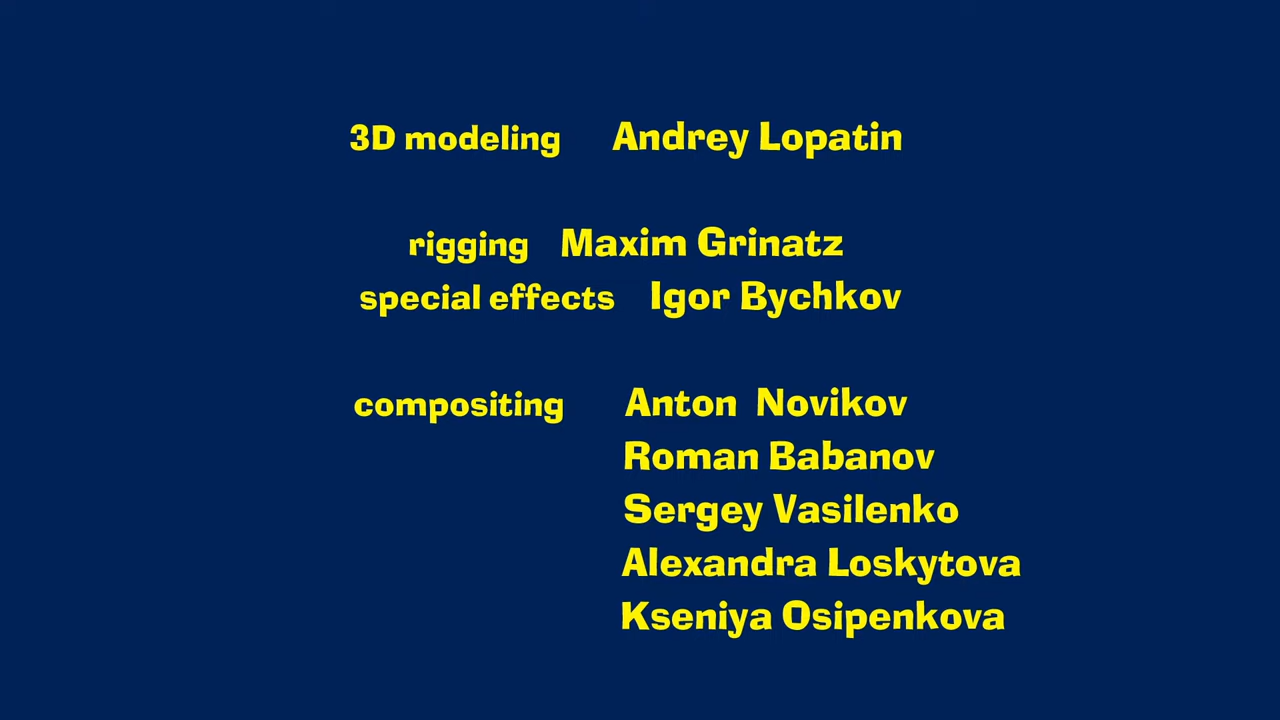 3D modeling Andrey Lopatin
rigging Maxim Grinatz
special effects Igor Bychkov
compositing Anton Novikov
Roman Babanov
Sergey Vasilenko
Alexandra Loskytova
Kseniya Osipenkova